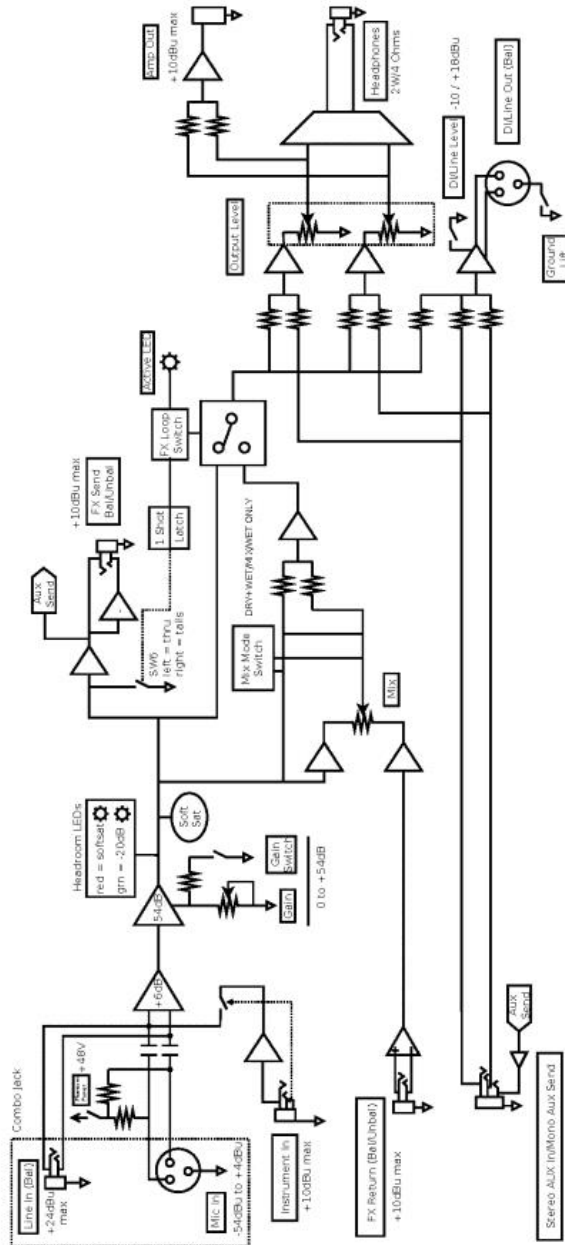 Combo Jack
Line In (Bal)
+24dBu
max
+48V
Mic In
-54dBu to +4dBu
Instrument In
+10dBu max
+6dB
54dB
Headroom LEDs
red = softsat
grn = -20dB
Soft
Sat
Gain
Switch
Gain
0 to +54dB
FX Return (Bal/Unbal)
+10dBu max
Stereo AUX In/Mono Aux Send
Aux
Send
Aux
Send
+10dBu max
FX Send
Bal/Unbal
-
SW6
left = thru
right = tails
1 Shot
Latch
FX Loop
Switch
Active LED
Mix Mode
Switch
DRY+WET/MIX/WET ONLY
Mix
Output Level
Amp Out
+10dBu max
Headphones
2 W/4 Ohms
DI/Line Level
-10 / +18dBu
DI/Line Out (Bal)
Ground